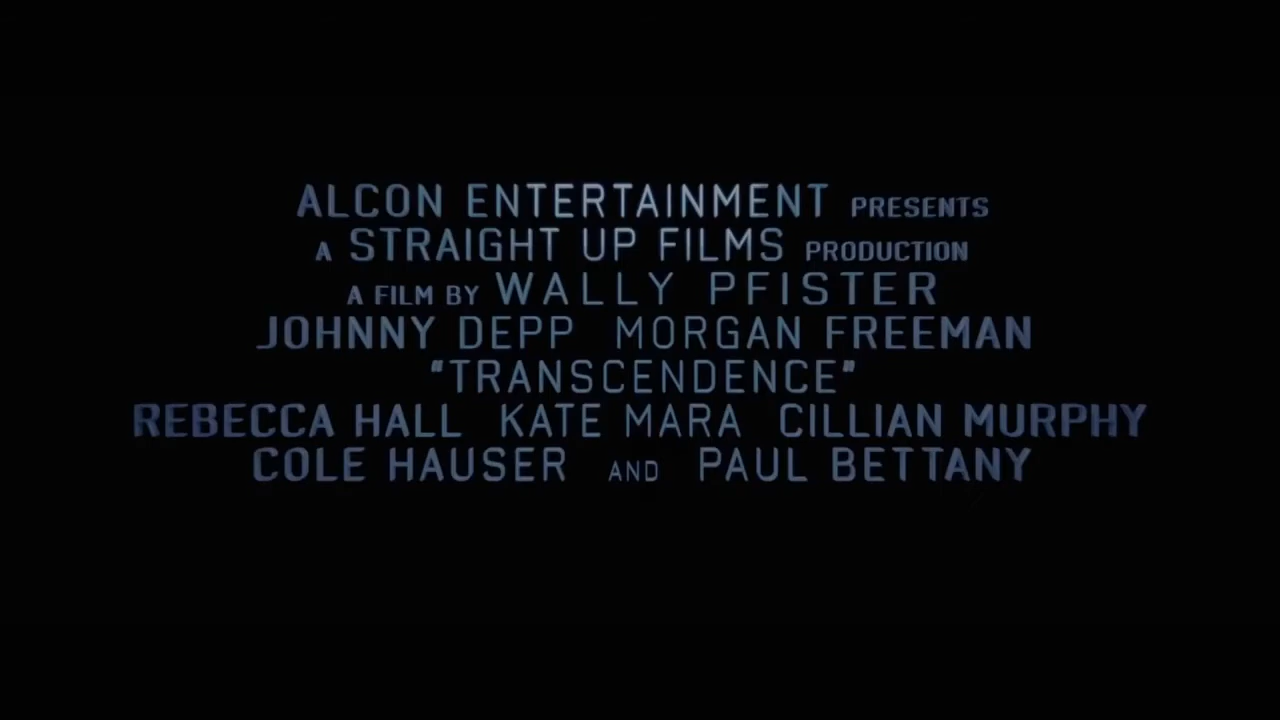 ALCON ENTERTAINMENT PRESENTS
A STRAIGHT UP FILMS PRODUCTION
A FILM BY WALLY PFISTER
JOHNNY DEPP MORGAN FREEMAN
"TRANSCENDENCE"
REBECCA HALL KATE MARA CILLIAN MURPHY
COLE HAUSER AND PAUL BETTANY